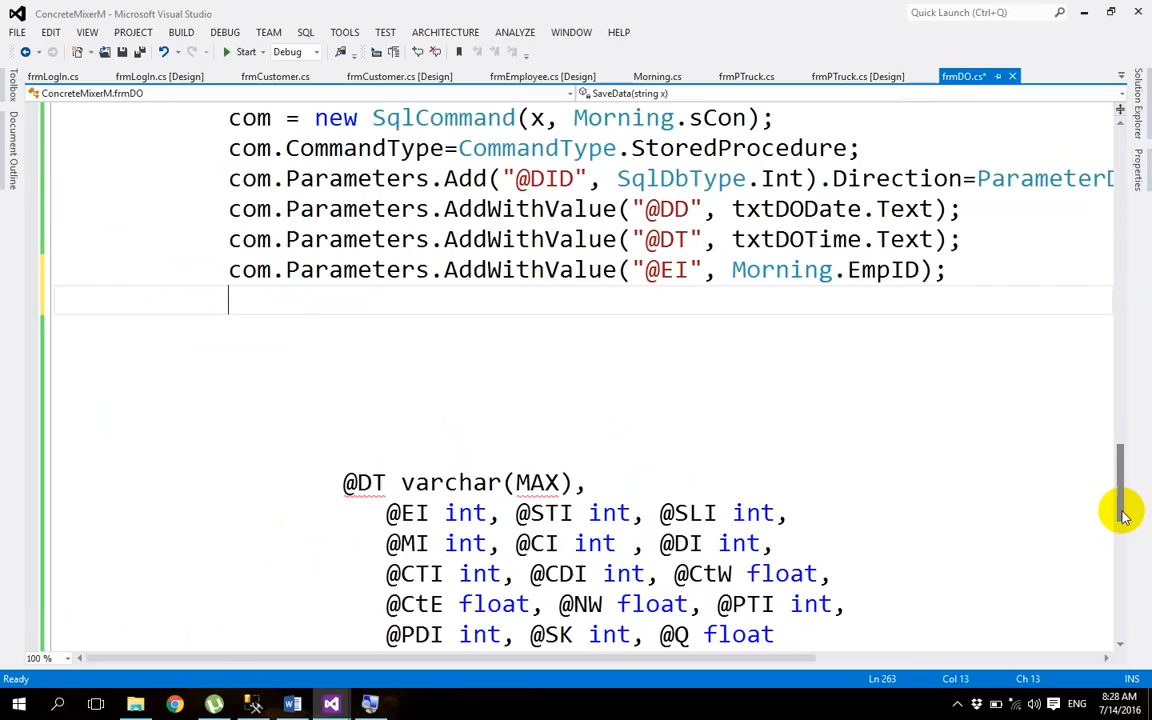 ConcreteMixerM - Microsoft Visual Studio
Quick Launch (Ctrl+Q)
FILE EDIT VIEW PROJECT BUILD DEBUG TEAM SQL TOOLS TEST ARCHITECTURE ANALYZE WINDOW HELP
Start Debug
frmLogIn.cs frmLogIn.cs [Design] frmCustomer.cs frmCustomer.cs [Design] frmEmployee.cs [Design] Morning.cs frmPTruck.cs frmPTruck.cs [Design] frmDO.cs*
ConcreteMixerM.frmDO SaveData(string x)
Toolbox
Document Outline
Solution Explorer
Properties
com = new SqlCommand(x, Morning.sCon);
com.CommandType=CommandType.StoredProcedure;
com.Parameters.Add("@DID", SqlDbType.Int).Direction=ParameterD
com.Parameters.AddWithValue("@DD", txtDODate.Text);
com.Parameters.AddWithValue("@DT", txtDOTime.Text);
com.Parameters.AddWithValue("@EI", Morning.EmpID);
@DT varchar(MAX),
@EI int, @STI int, @SLI int,
@MI int, @CI int , @DI int,
@CTI int, @CDI int, @CtW float,
@CtE float, @NW float, @PTI int,
@PDI int, @SK int, @Q float
100 %
Ready Ln 263 Col 13 Ch 13 INS
ENG 8:28 AM
7/14/2016